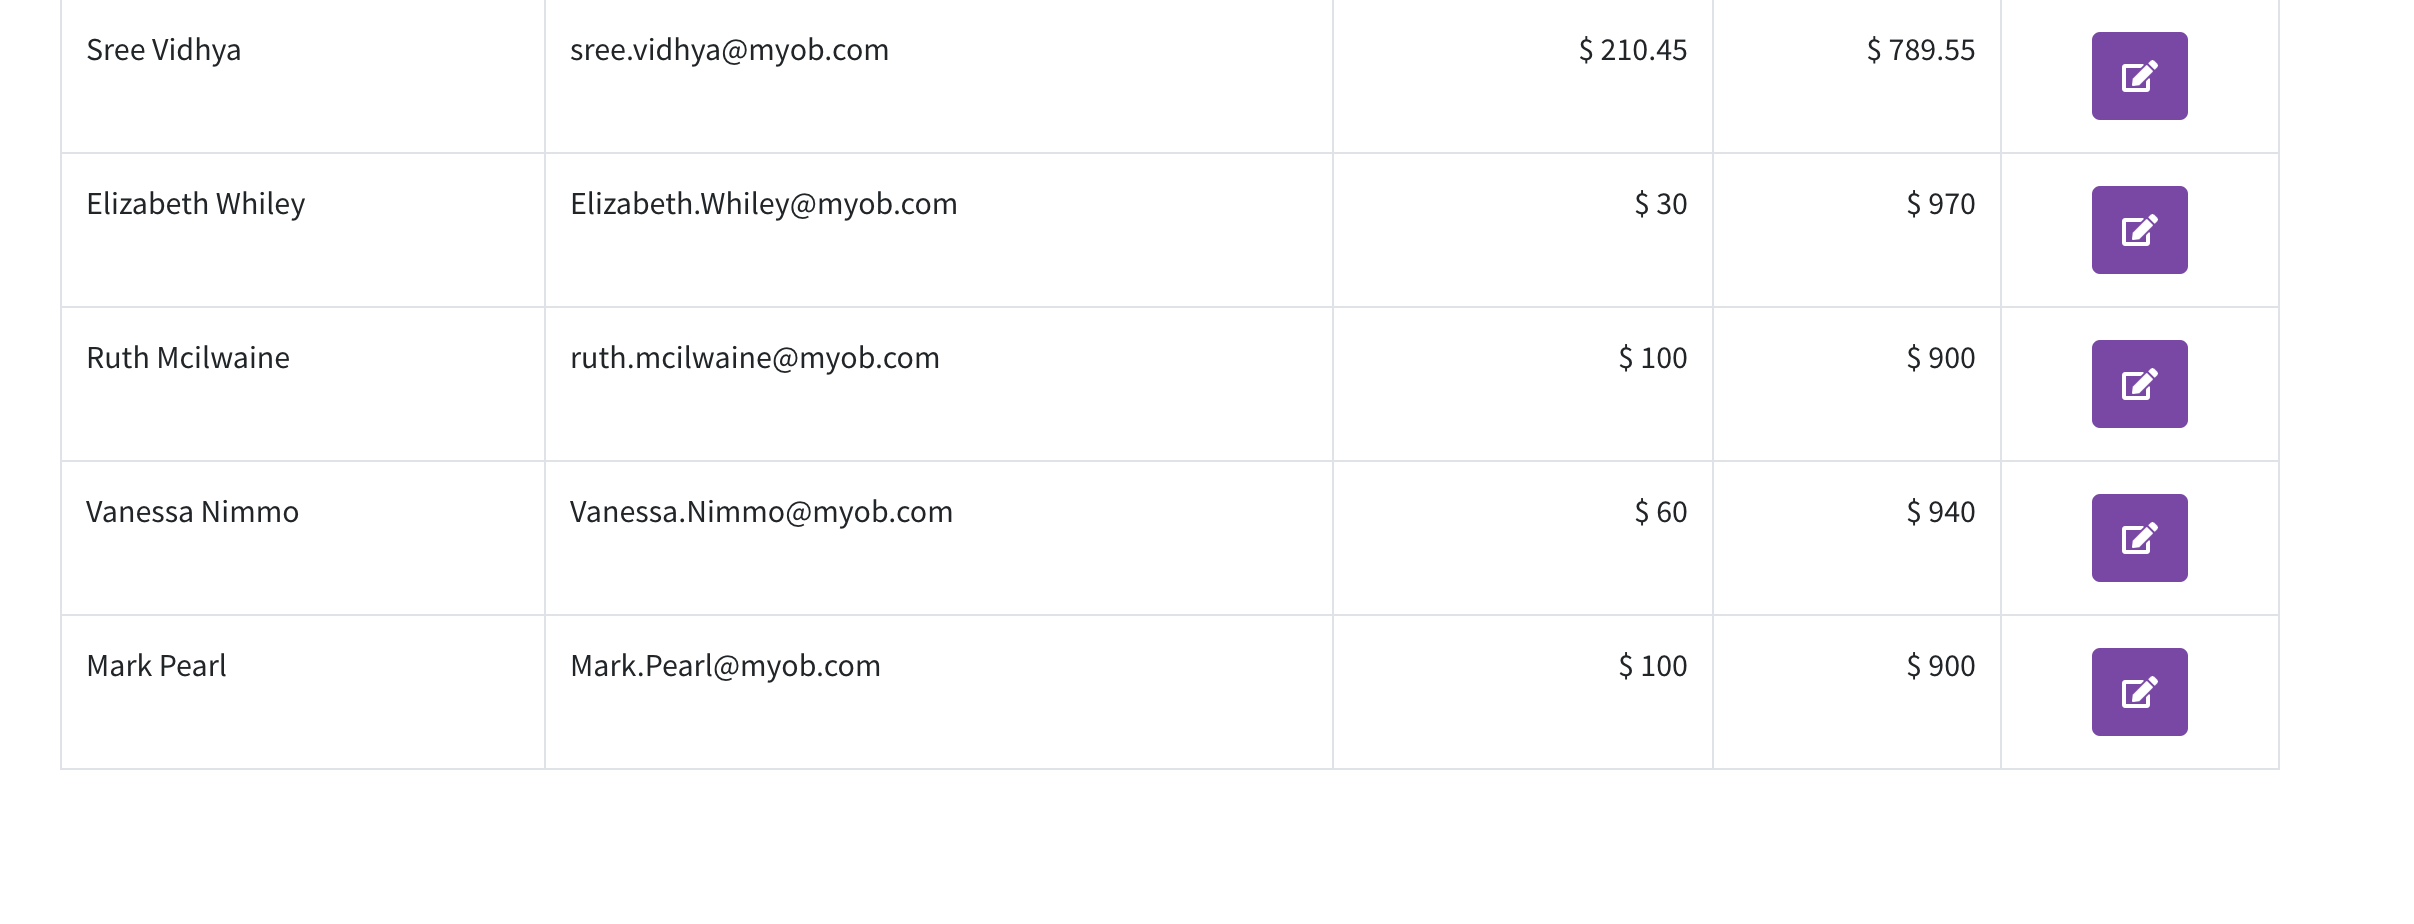 Sree Vidhya sree.vidhya@myob.com $ 210.45 $ 789.55
Elizabeth Whiley Elizabeth.Whiley@myob.com $ 30 $ 970
Ruth Mcilwaine ruth.mcilwaine@myob.com $ 100 $ 900
Vanessa Nimmo Vanessa.Nimmo@myob.com $ 60 $ 940
Mark Pearl Mark.Pearl@myob.com $ 100 $ 900